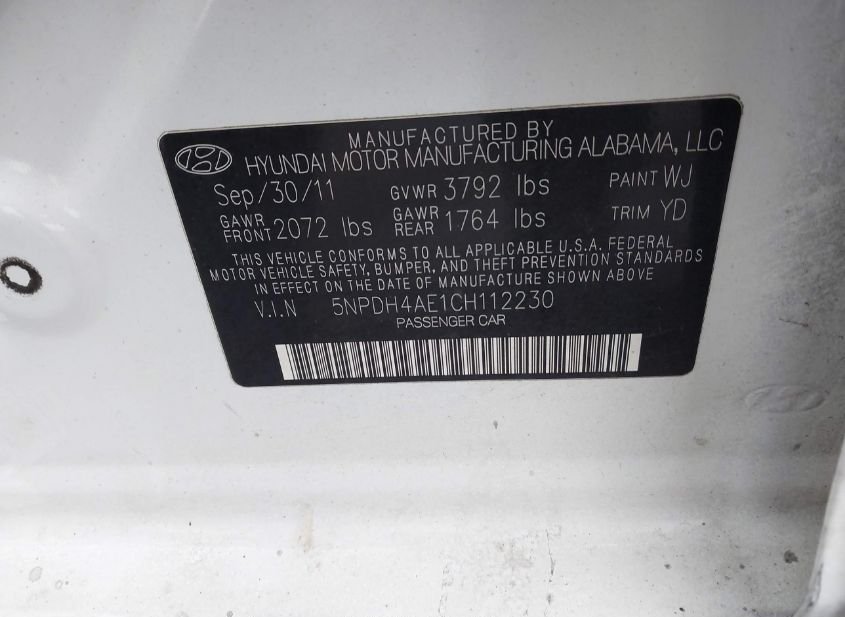 MANUFACTURED BY
HYUNDAI MOTOR MANUFACTURING ALABAMA, LLC
Sep/30/11 GVWR 3792 lbs PAINT WJ
GAWR FRONT 2072 lbs GAWR REAR 1764 lbs TRIM YD
THIS VEHICLE CONFORMS TO ALL APPLICABLE U.S.A. FEDERAL
MOTOR VEHICLE SAFETY, BUMPER, AND THEFT PREVENTION STANDARDS
IN EFFECT ON THE DATE OF MANUFACTURE SHOWN ABOVE
V.I.N 5NPDH4AE1CH112230
PASSENGER CAR